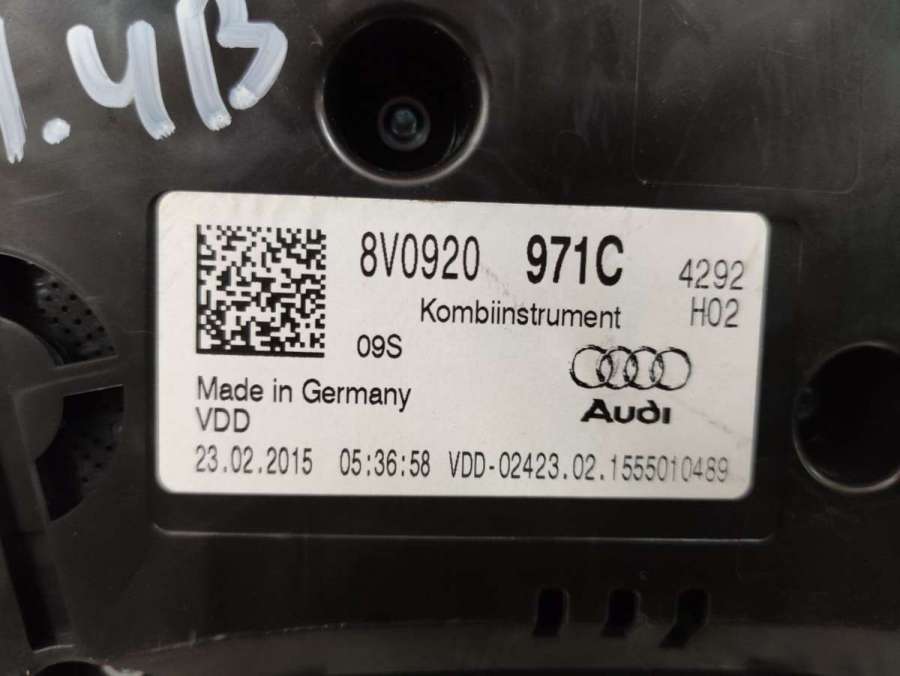 1.4B
8V0920 971C 4292
Kombiinstrument H02
09S
Audi
Made in Germany
VDD
23.02.2015 05:36:58 VDD-02423.02.1555010489